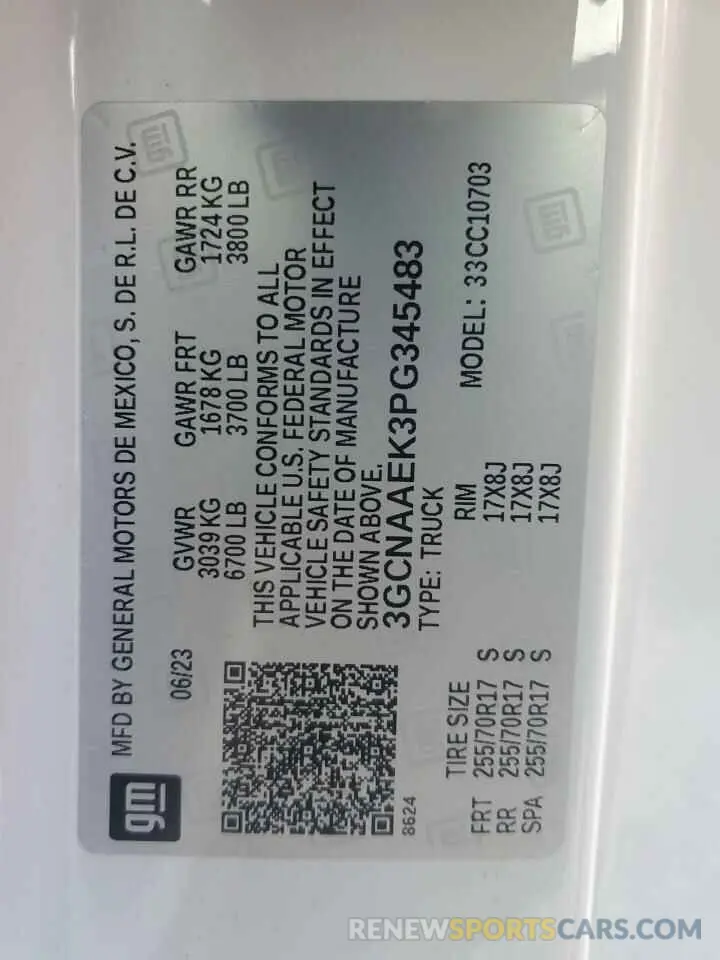 gm MFD BY GENERAL MOTORS DE MEXICO, S. DE R.L. DE C.V.
06/23 GVWR GAWR FRT GAWR RR
3039 KG 1678 KG 1724 KG
6700 LB 3700 LB 3800 LB
THIS VEHICLE CONFORMS TO ALL
APPLICABLE U.S. FEDERAL MOTOR
VEHICLE SAFETY STANDARDS IN EFFECT
ON THE DATE OF MANUFACTURE
SHOWN ABOVE.
3GCNAAEK3PG345483
8624 TYPE: TRUCK MODEL: 33CC10703
TIRE SIZE RIM
FRT 255/70R17 S 17X8J
RR 255/70R17 S 17X8J
SPA 255/70R17 S 17X8J
RENEWSPORTSCARS.COM